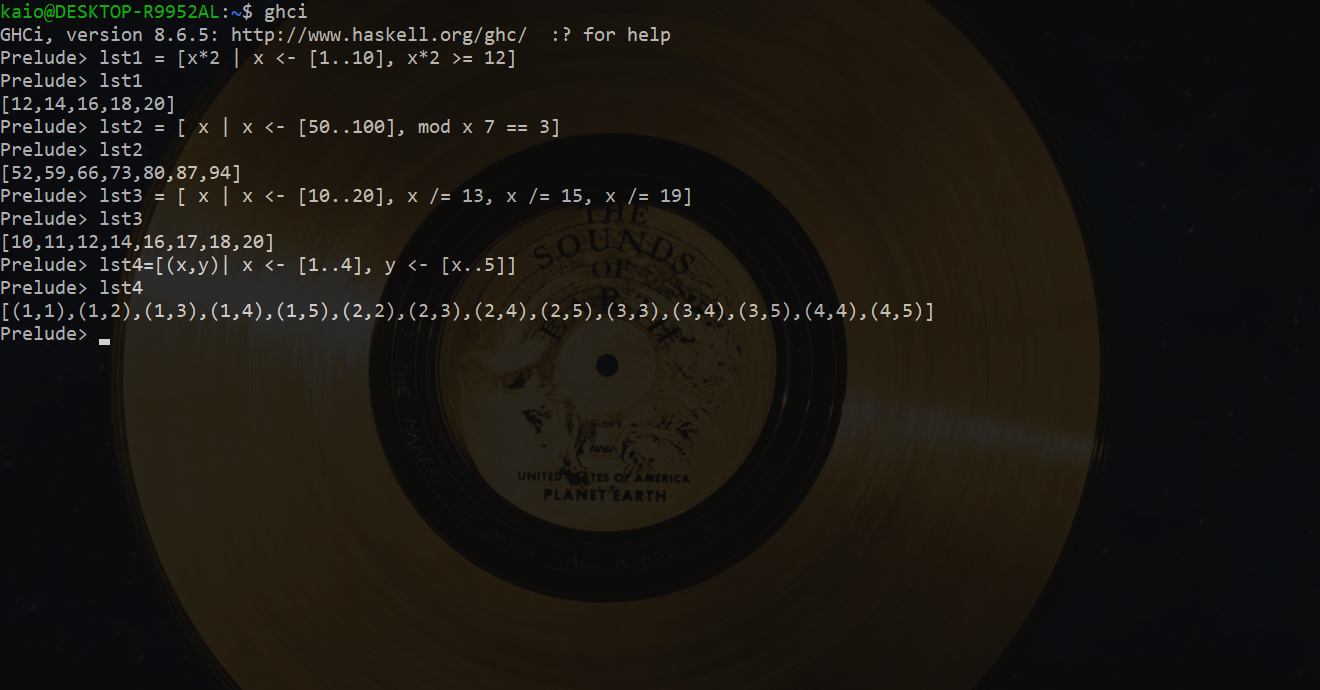 kaio@DESKTOP-R9952AL:~$ ghci
GHCi, version 8.6.5: http://www.haskell.org/ghc/  :? for help
Prelude> lst1 = [x*2 | x <- [1..10], x*2 >= 12]
Prelude> lst1
[12,14,16,18,20]
Prelude> lst2 = [ x | x <- [50..100], mod x 7 == 3]
Prelude> lst2
[52,59,66,73,80,87,94]
Prelude> lst3 = [ x | x <- [10..20], x /= 13, x /= 15, x /= 19]
Prelude> lst3
[10,11,12,14,16,17,18,20]
Prelude> lst4=[(x,y)| x <- [1..4], y <- [x..5]]
Prelude> lst4
[(1,1),(1,2),(1,3),(1,4),(1,5),(2,2),(2,3),(2,4),(2,5),(3,3),(3,4),(3,5),(4,4),(4,5)]
Prelude>
THE
SOUNDS
OF
EARTH
Side 1
NASA
UNITED STATES OF AMERICA
PLANET EARTH